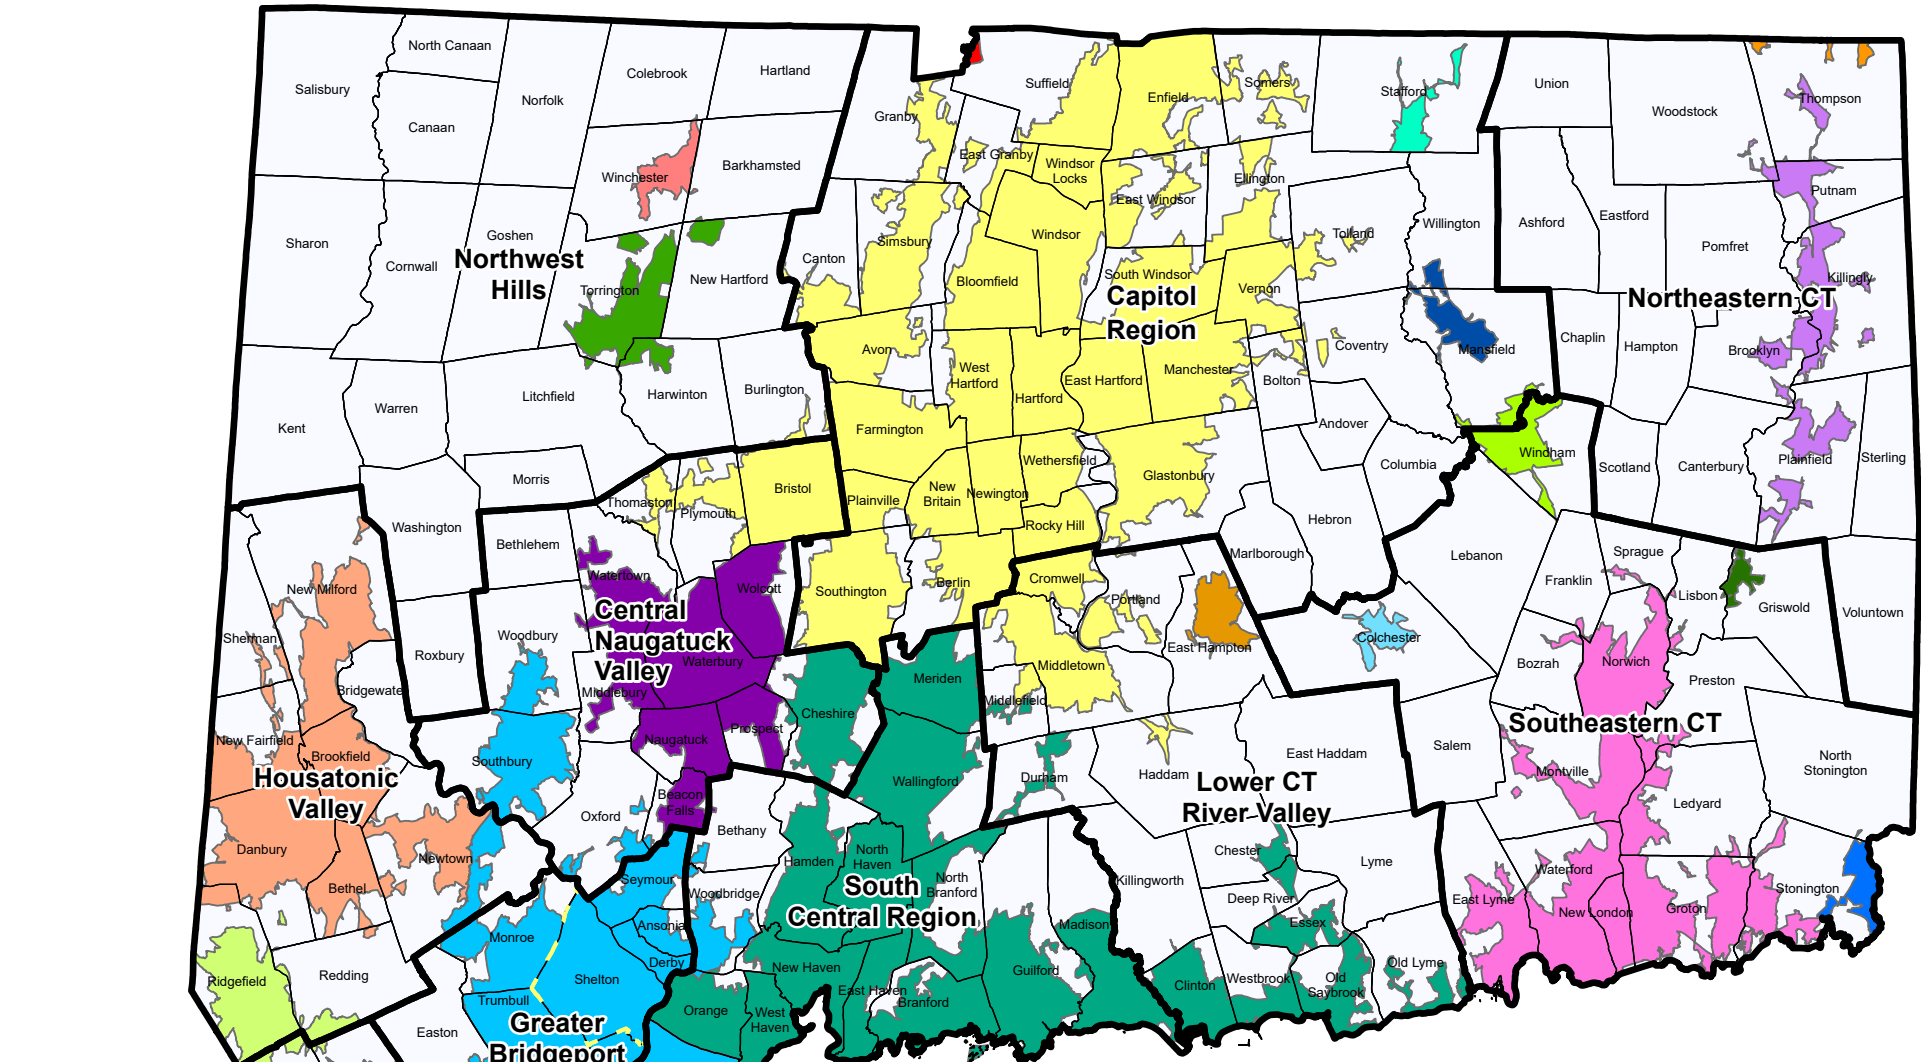 North Canaan
Colebrook
Hartland
Salisbury
Norfolk
Canaan
Winchester
Barkhamsted
Sharon
Cornwall
Goshen
Northwest
Hills
Torrington
New Hartford
Kent
Warren
Litchfield
Harwinton
Burlington
Morris
Washington
Roxbury
Suffield
Enfield
Somers
Stafford
Granby
East Granby
Windsor
Locks
East Windsor
Ellington
Willington
Tolland
Canton
Simsbury
Windsor
Bloomfield
South Windsor
Vernon
Capitol
Region
Avon
West
Hartford
Hartford
East Hartford
Manchester
Bolton
Coventry
Mansfield
Andover
Columbia
Farmington
Wethersfield
Glastonbury
Plainville
New
Britain
Newington
Rocky Hill
Hebron
Marlborough
Southington
Berlin
Bristol
Plymouth
Thomaston
Union
Woodstock
Thompson
Putnam
Ashford
Eastford
Pomfret
Killingly
Northeastern CT
Chaplin
Hampton
Brooklyn
Windham
Scotland
Canterbury
Plainfield
Sterling
Bethlehem
Watertown
Wolcott
Central
Naugatuck
Valley
Woodbury
Waterbury
Middlebury
Naugatuck
Prospect
Cheshire
Southbury
Oxford
Beacon
Falls
New Milford
Sherman
Bridgewate
New Fairfield
Brookfield
Housatonic
Valley
Danbury
Newtown
Bethel
Ridgefield
Redding
Cromwell
Portland
East Hampton
Middletown
Middlefield
Durham
Haddam
East Haddam
Lower CT
River Valley
Killingworth
Chester
Deep River
Essex
Lyme
Clinton
Westbrook
Old
Saybrook
Old Lyme
Lebanon
Franklin
Sprague
Lisbon
Griswold
Voluntown
Colchester
Bozrah
Norwich
Preston
Southeastern CT
Salem
Montville
Ledyard
North
Stonington
East Lyme
Waterford
New London
Groton
Stonington
Meriden
Wallingford
Bethany
Hamden
North
Haven
North
Branford
South
Central Region
Woodbridge
Madison
Guilford
New Haven
East Haven
Branford
Orange
West
Haven
Seymour
Ansonia
Derby
Shelton
Monroe
Trumbull
Easton
Greater
Bridgeport